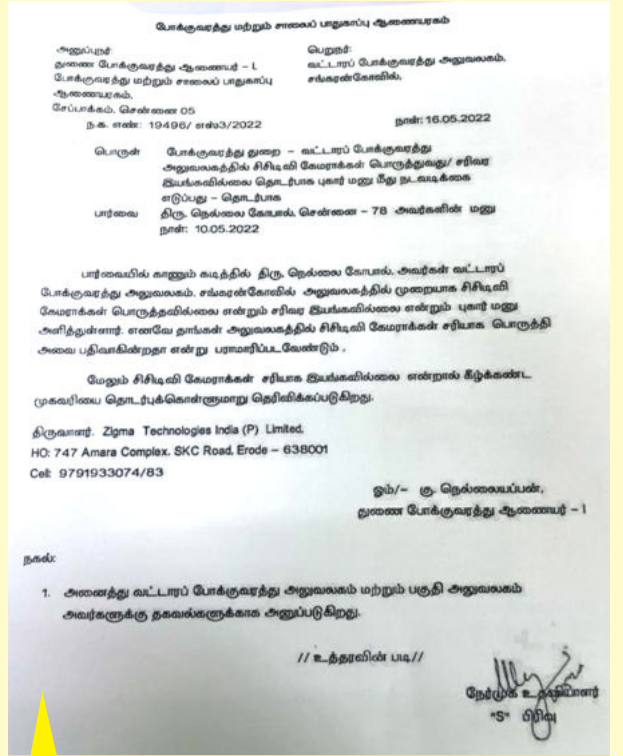 போக்குவரத்து மற்றும் சாலைப் பாதுகாப்பு ஆணையரகம்
அனுப்புநர்:
துணை போக்குவரத்து ஆணையர் – I,
போக்குவரத்து மற்றும் சாலைப் பாதுகாப்பு
ஆணையரகம்,
சேப்பாக்கம், சென்னை 05
பெறுநர்:
வட்டாரப் போக்குவரத்து அலுவலகம்,
சங்கரன்கோவில்.
ந.க. எண்: 19496/ எஸ்3/2022
நாள்: 16.05.2022
பொருள் போக்குவரத்து துறை – வட்டாரப் போக்குவரத்து
அலுவலகத்தில் சிசிடிவி கேமராக்கள் பொருத்துவது/ சரிவர
இயங்கவில்லை தொடர்பாக புகார் மனு மீது நடவடிக்கை
எடுப்பது – தொடர்பாக
பார்வை திரு. நெல்லை கோபால், சென்னை – 78 அவர்களின் மனு
நாள்: 10.05.2022
பார்வையில் காணும் கடித்தில் திரு. நெல்லை கோபால், அவர்கள் வட்டாரப்
போக்குவரத்து அலுவலகம், சங்கரன்கோவில் அலுவலகத்தில் முறையாக சிசிடிவி
கேமராக்கள் பொருத்தவில்லை என்றும் சரிவர இயங்கவில்லை என்றும் புகார் மனு
அளித்துள்ளார். எனவே தாங்கள் அலுவலகத்தில் சிசிடிவி கேமராக்கள் சரியாக பொருத்தி
அவை பதிவாகின்றதா என்று பராமாரிப்படவேண்டும் .
மேலும் சிசிடிவி கேமராக்கள் சரியாக இயங்கவில்லை என்றால் கீழ்க்கண்ட
முகவரியை தொடர்புக்கொள்ளுமாறு தெரிவிக்கப்படுகிறது.
திருவாளர். Zigma Technologies India (P) Limited,
HO: 747 Amara Complex, SKC Road, Erode – 638001
Cell: 9791933074/83
ஓம்/– கு. நெல்லையப்பன்,
துணை போக்குவரத்து ஆணையர் – I
நகல்:
1. அனைத்து வட்டாரப் போக்குவரத்து அலுவலகம் மற்றும் பகுதி அலுவலகம்
அவர்களுக்கு தகவல்களுக்காக அனுப்படுகிறது.
// உத்தரவின் படி//
நேர்முக உதவியாளர்
"S" பிரிவு